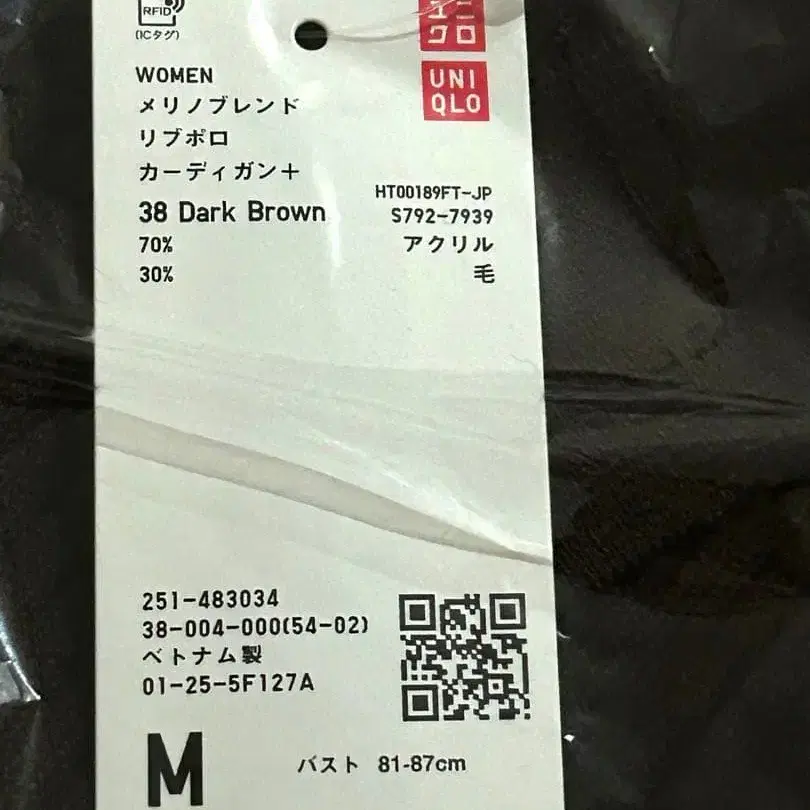 RFID
(ICタグ)
ユニ
クロ
UNI
QLO
WOMEN
メリノブレンド
リブポロ
カーディガン+
HT00189FT-JP
38 Dark Brown
S792-7939
70% アクリル
30% 毛
251-483034
38-004-000(54-02)
ベトナム製
01-25-5F127A
M
バスト 81-87cm